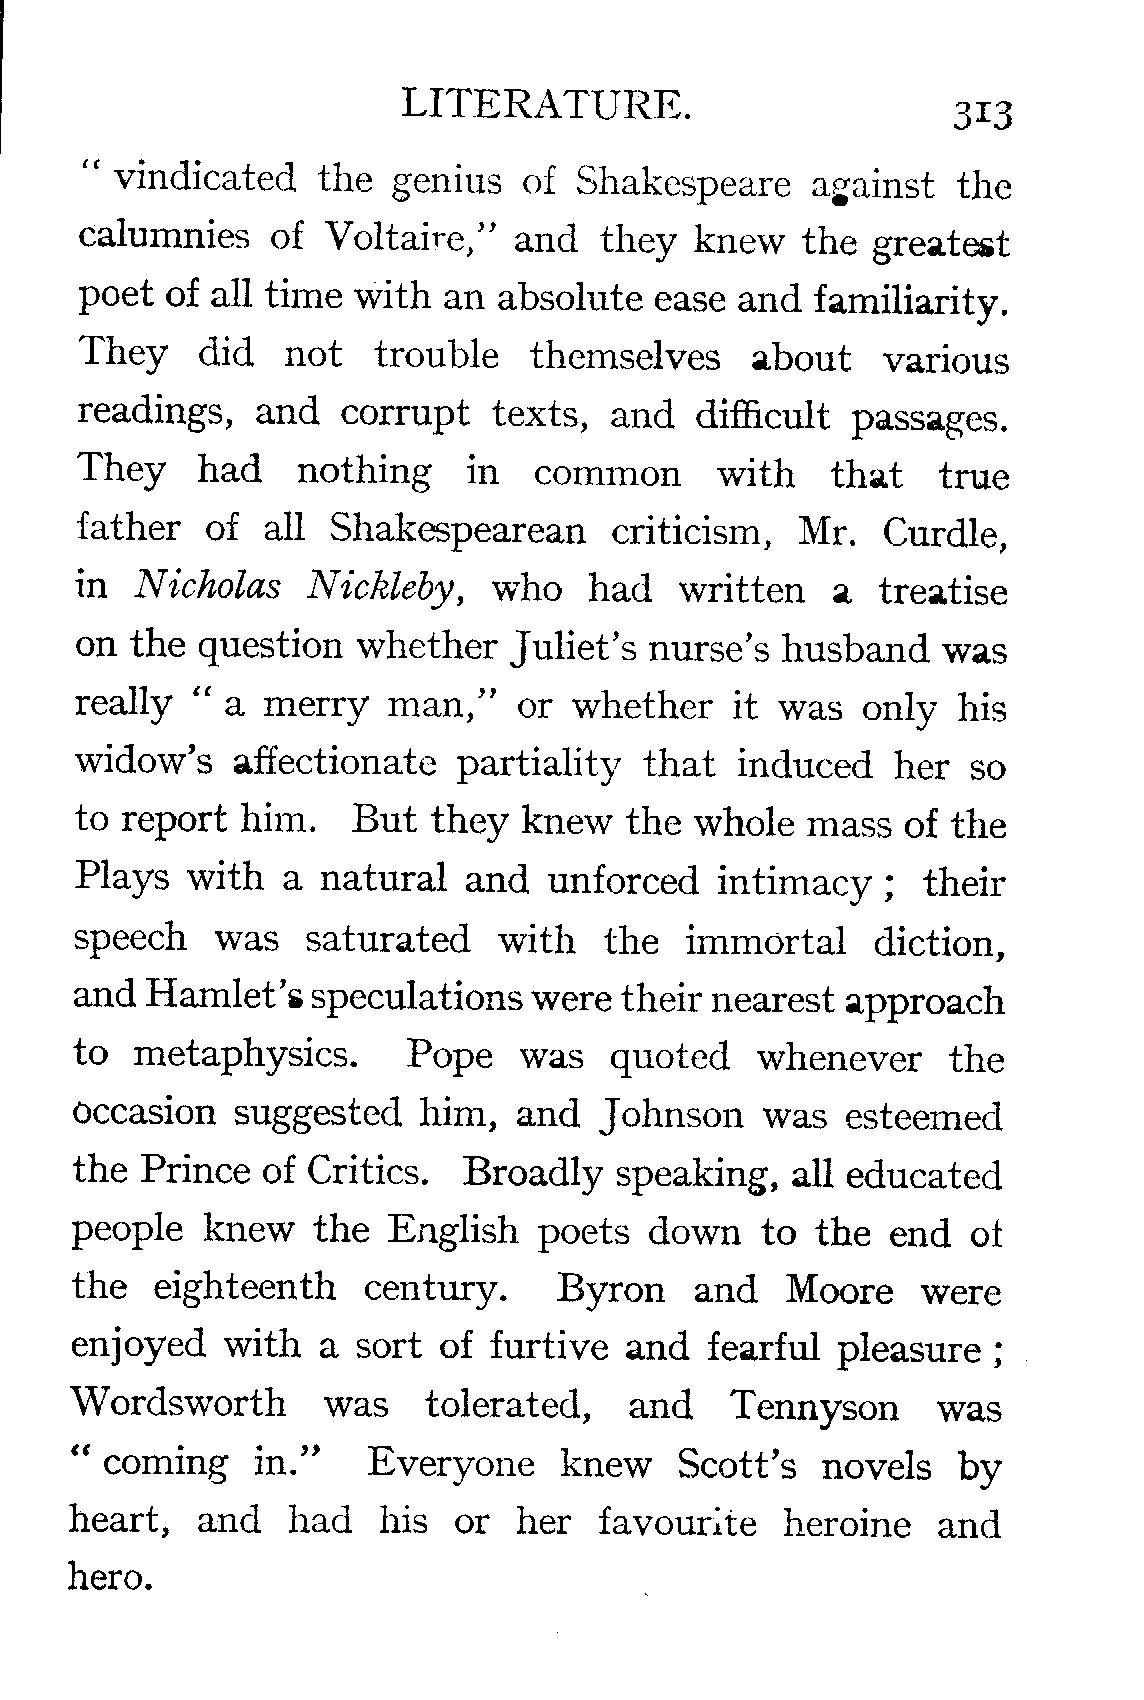 LITERATURE. 313
“ vindicated the genius of Shakespeare against the
calumnies of Voltaire,” and they knew the greatest
poet of all time with an absolute ease and familiarity.
They did not trouble themselves about various
readings, and corrupt texts, and difficult passages.
They had nothing in common with that true
father of all Shakespearean criticism, Mr. Curdle,
in Nicholas Nickleby, who had written a treatise
on the question whether Juliet’s nurse’s husband was
really “ a merry man,” or whether it was only his
widow’s affectionate partiality that induced her so
to report him. But they knew the whole mass of the
Plays with a natural and unforced intimacy ; their
speech was saturated with the immortal diction,
and Hamlet’s speculations were their nearest approach
to metaphysics. Pope was quoted whenever the
occasion suggested him, and Johnson was esteemed
the Prince of Critics. Broadly speaking, all educated
people knew the English poets down to the end of
the eighteenth century. Byron and Moore were
enjoyed with a sort of furtive and fearful pleasure ;
Wordsworth was tolerated, and Tennyson was
“ coming in.” Everyone knew Scott’s novels by
heart, and had his or her favourite heroine and
hero.